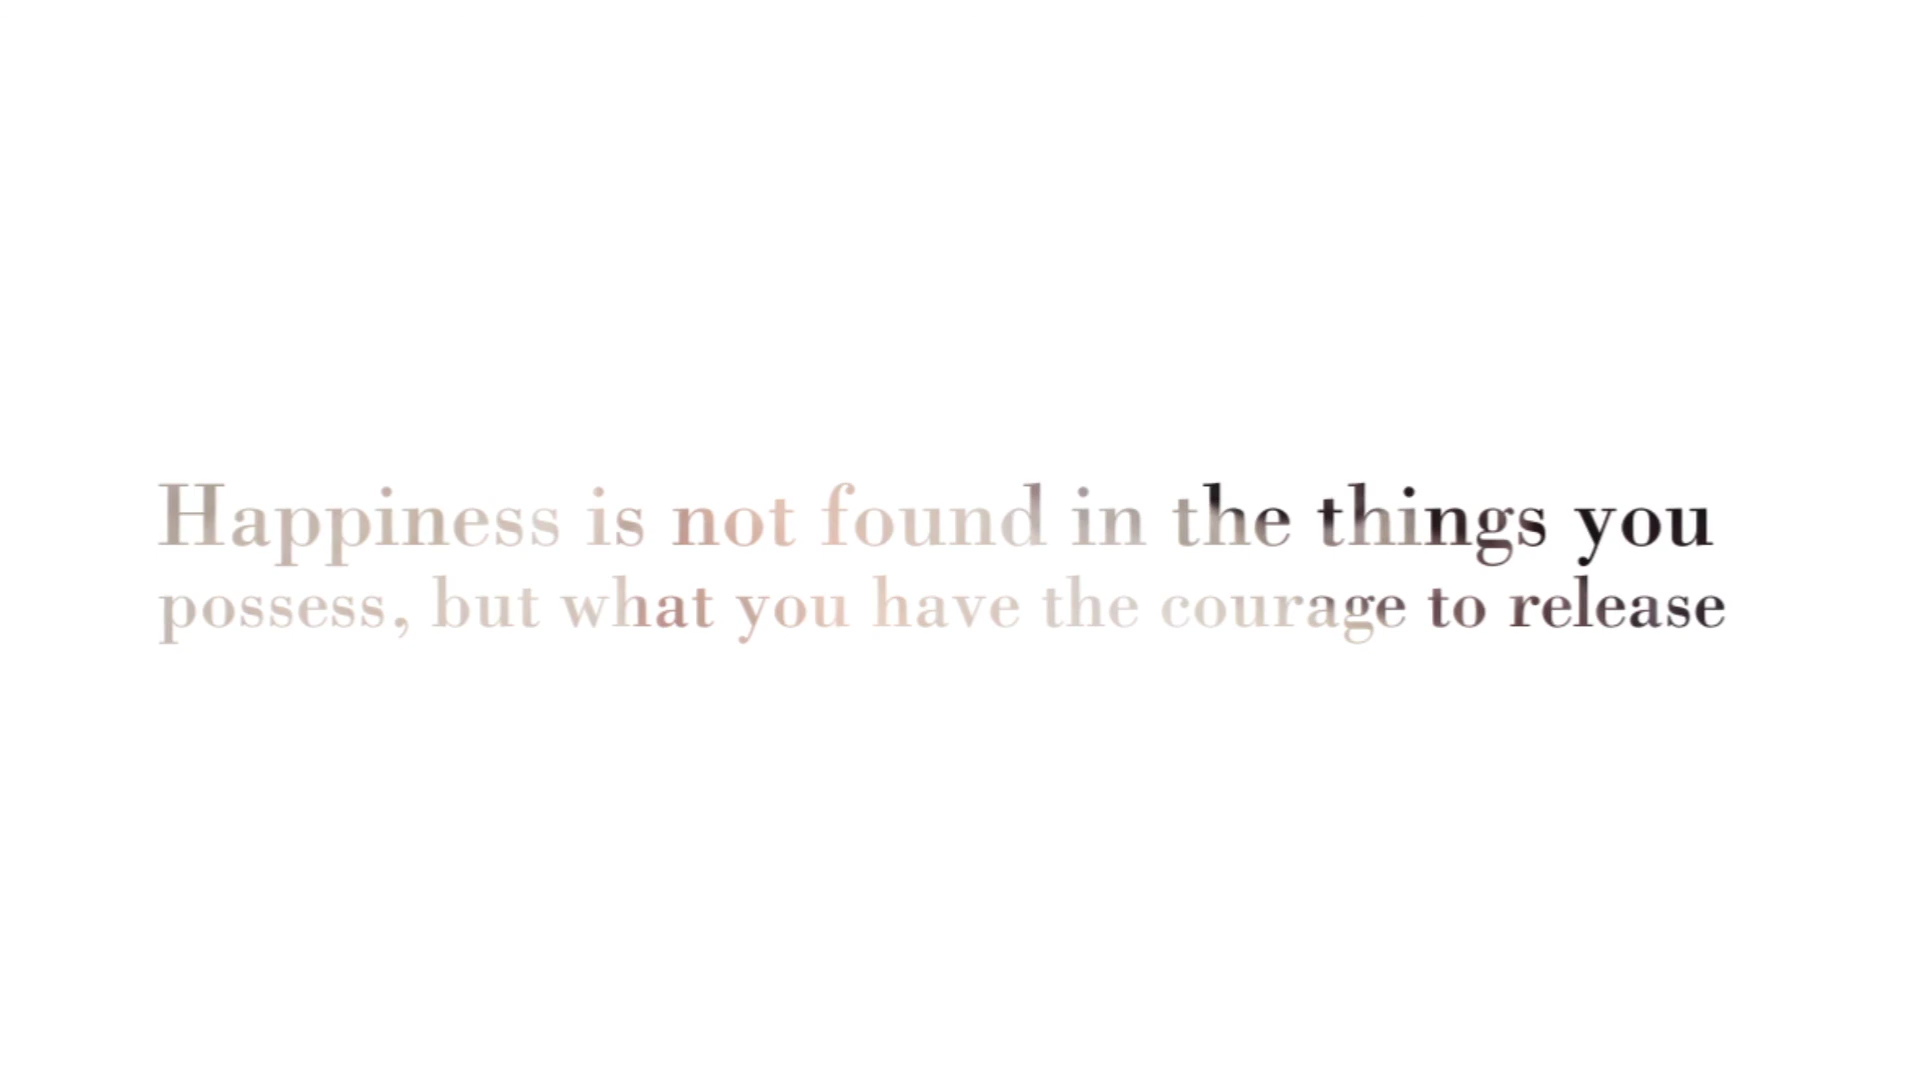 Happiness is not found in the things you
possess, but what you have the courage to release